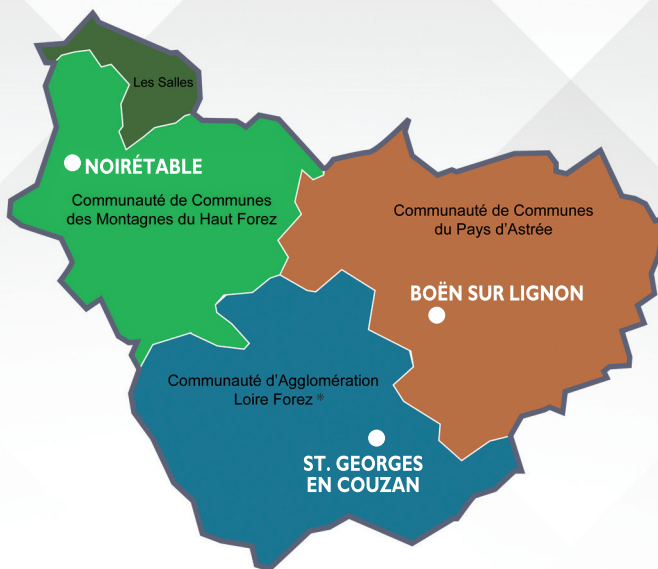 Les Salles
NOIRÉTABLE
Communauté de Communes
des Montagnes du Haut Forez
Communauté de Communes
du Pays d'Astrée
BOËN SUR LIGNON
Communauté d'Agglomération
Loire Forez *
ST. GEORGES
EN COUZAN